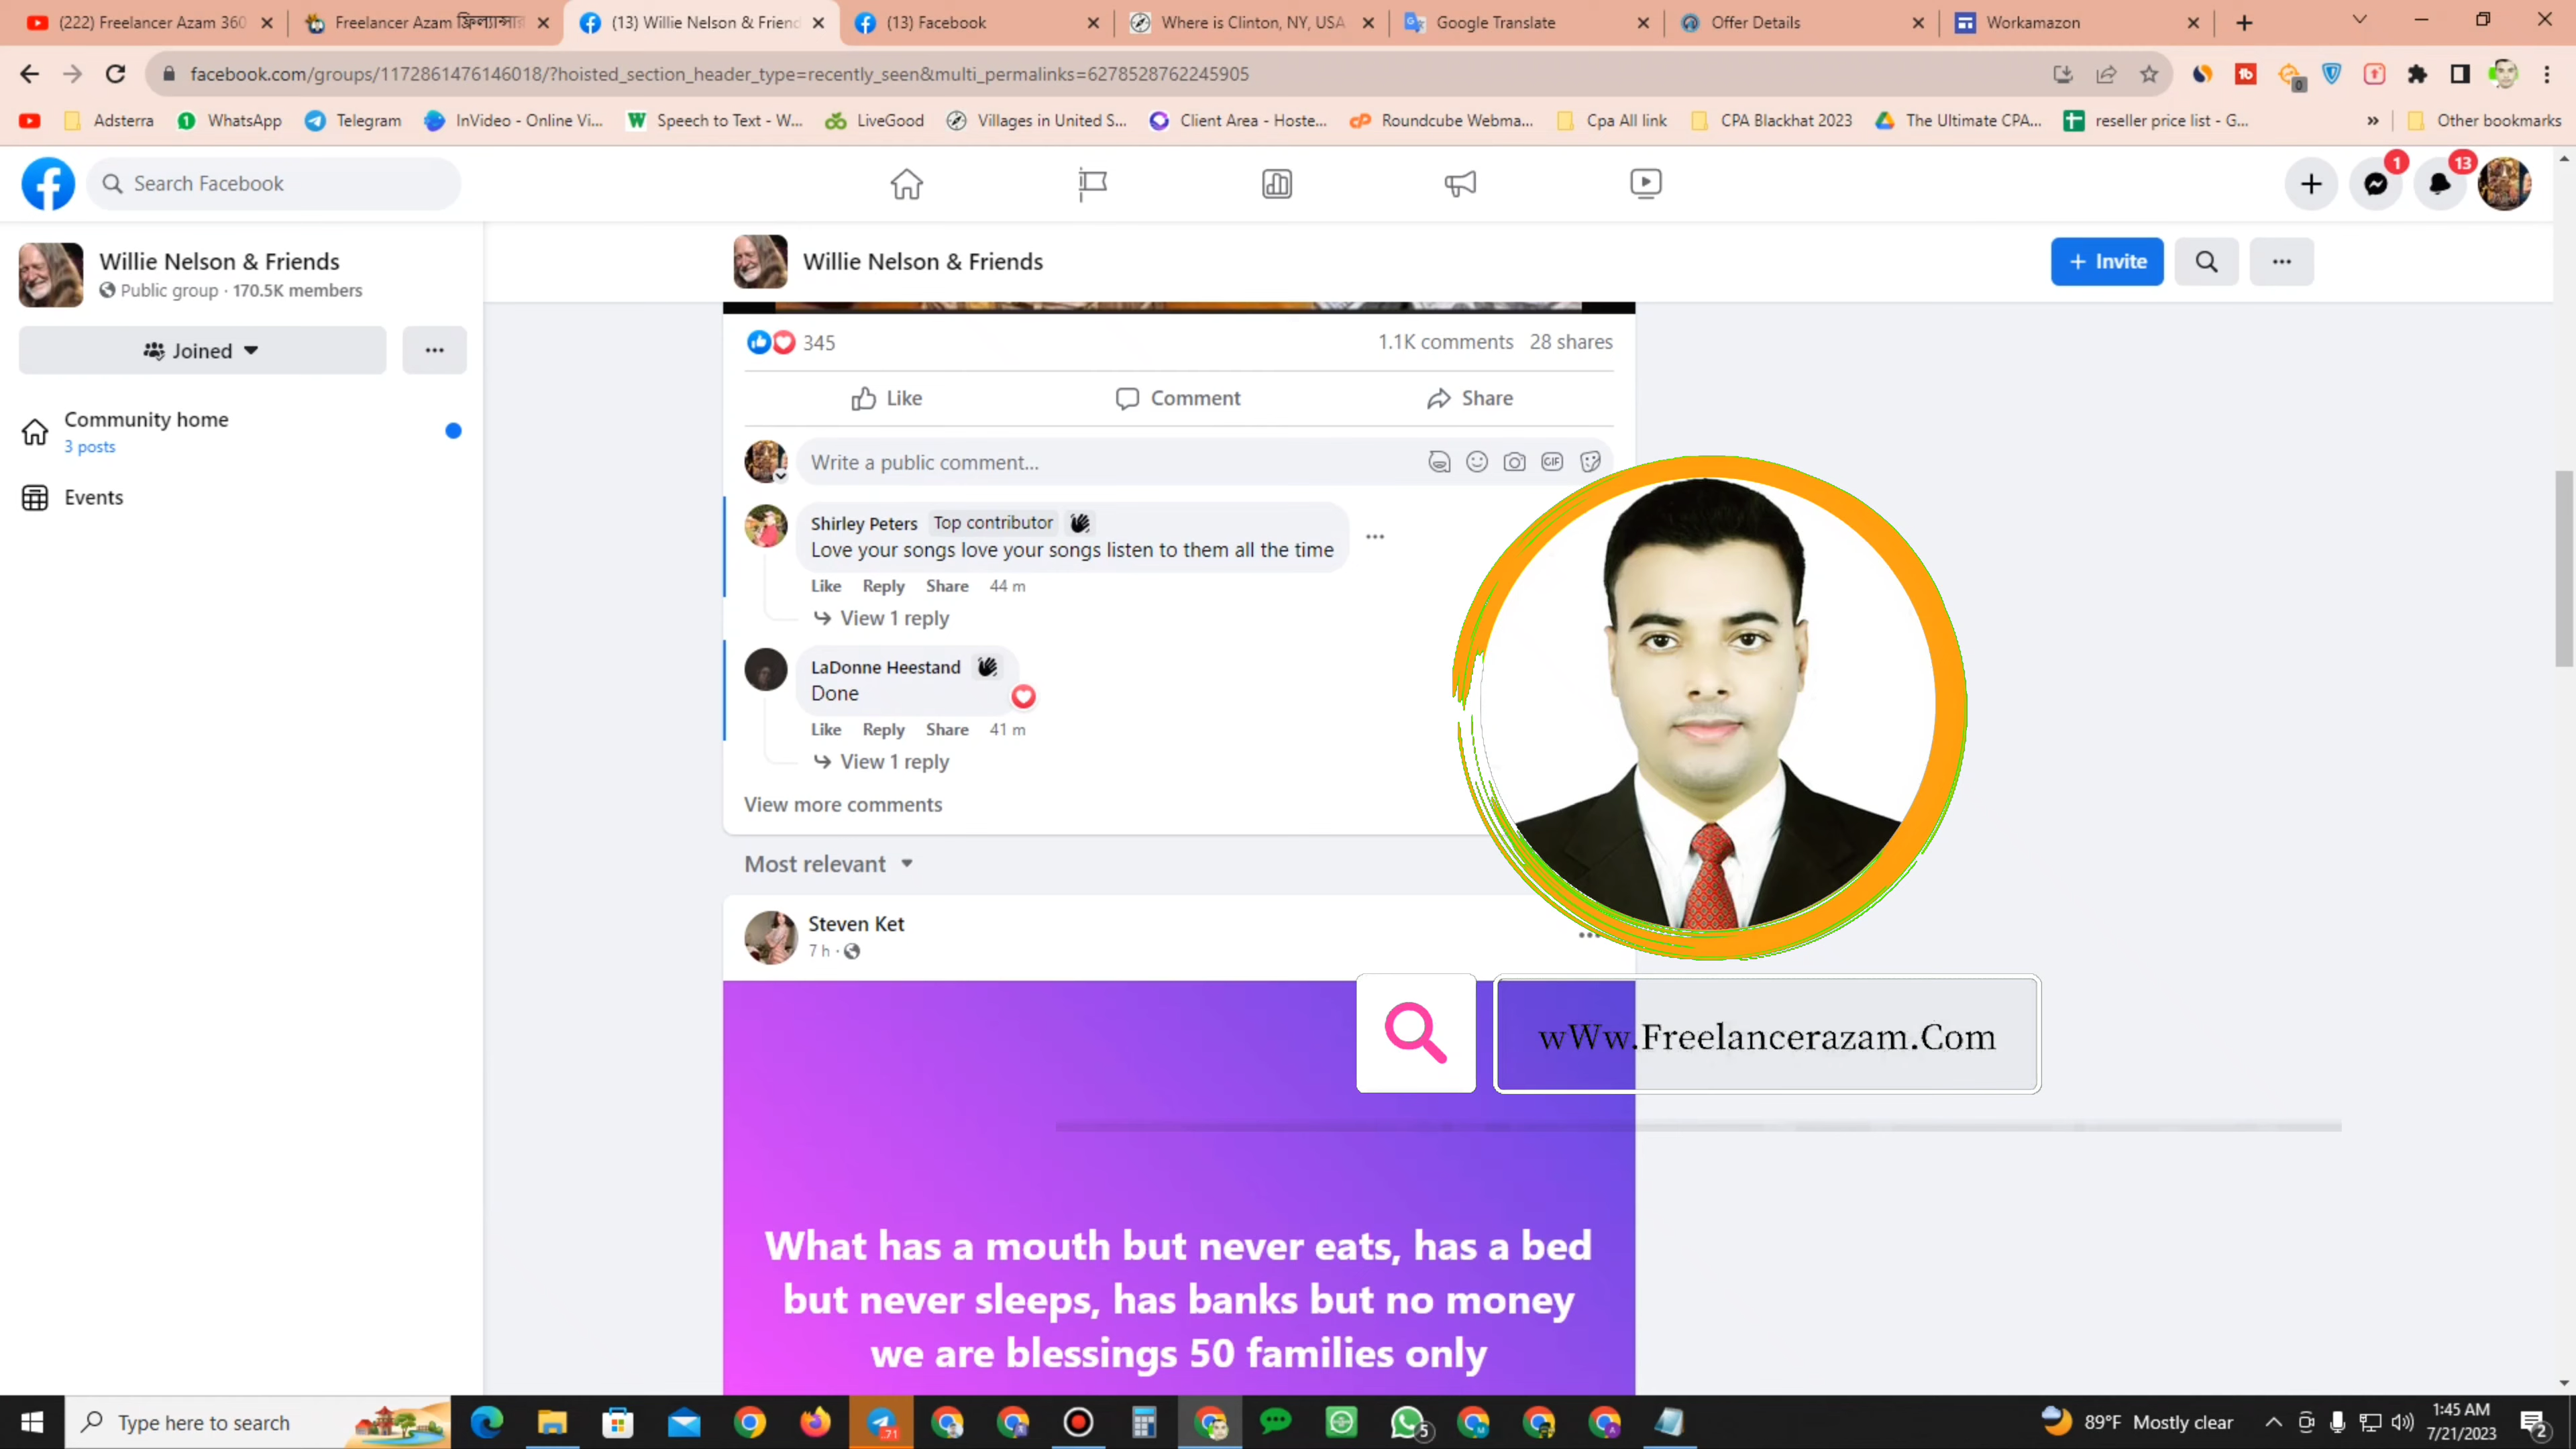 (222) Freelancer Azam 360
Freelancer Azam ফ্রিল্যান্সার
(13) Willie Nelson & Friend
(13) Facebook
Where is Clinton, NY, USA
Google Translate
Offer Details
Workamazon
facebook.com/groups/1172861476146018/?hoisted_section_header_type=recently_seen&multi_permalinks=6278528762245905
0
Adsterra
1
WhatsApp
Telegram
InVideo - Online Vi...
Speech to Text - W...
LiveGood
Villages in United S...
Client Area - Hoste...
Roundcube Webma...
Cpa All link
CPA Blackhat 2023
The Ultimate CPA...
reseller price list - G...
»
Other bookmarks
Search Facebook
1
13
Willie Nelson & Friends
Public group · 170.5K members
Joined
Community home
3 posts
Events
Willie Nelson & Friends
+ Invite
345
1.1K comments 28 shares
Like
Comment
Share
Write a public comment...
GIF
Shirley Peters Top contributor
Love your songs love your songs listen to them all the time
Like Reply Share 44 m
View 1 reply
LaDonne Heestand
Done
Like Reply Share 41 m
View 1 reply
View more comments
Most relevant
Steven Ket
7 h ·
wWw.Freelancerazam.Com
What has a mouth but never eats, has a bed
but never sleeps, has banks but no money
we are blessings 50 families only
Type here to search
71
5
89°F Mostly clear
1:45 AM
7/21/2023
2